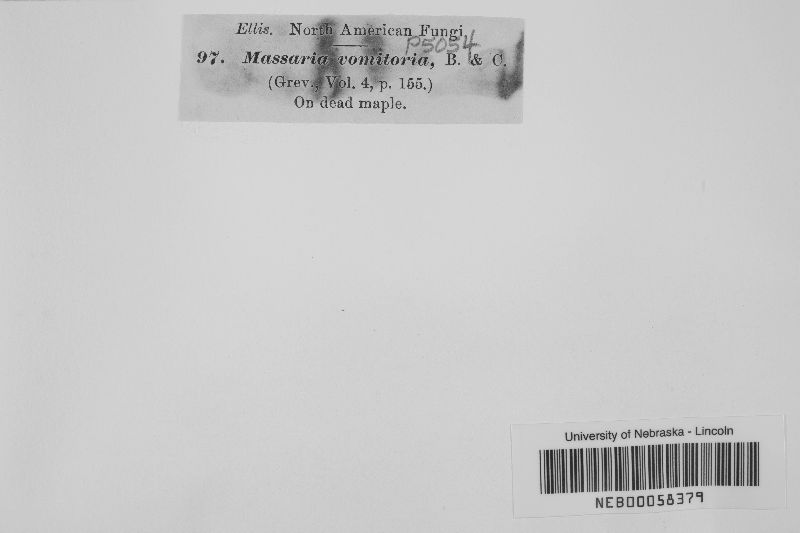 Ellis. North American Fungi.
P5054
97. Massaria vomitoria, B. & C.
(Grev., Vol. 4, p. 155.)
On dead maple.
University of Nebraska - Lincoln
NEB00058379